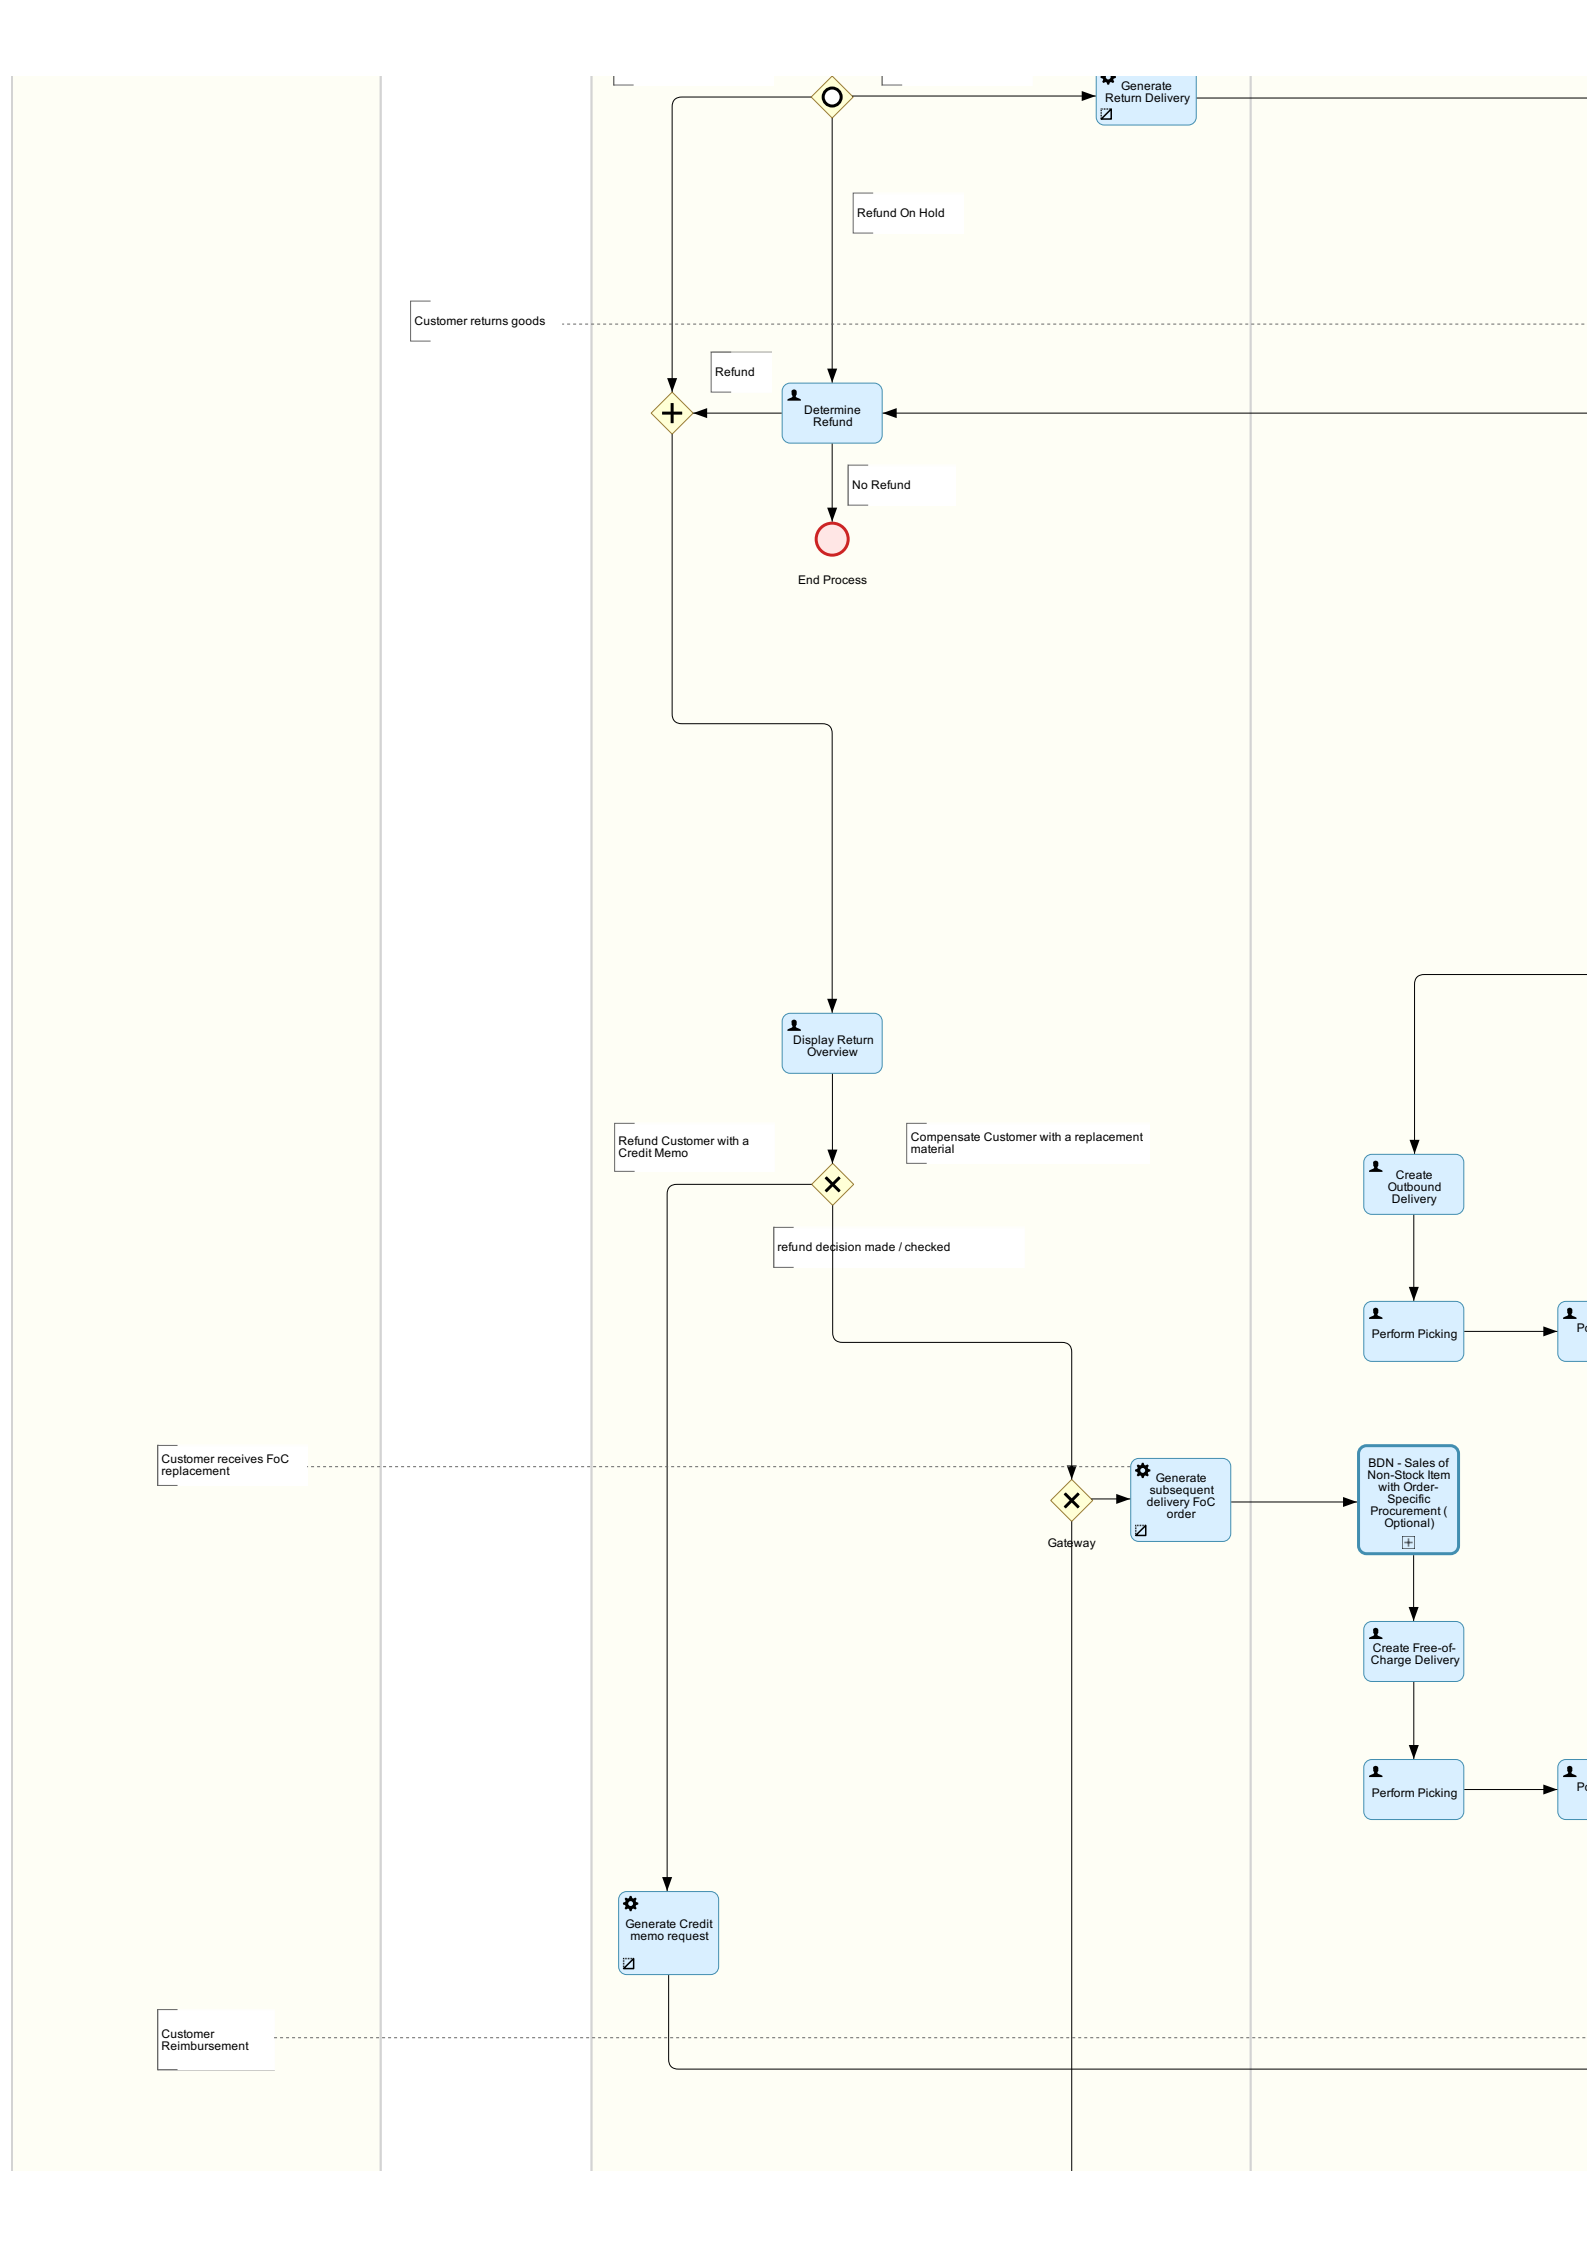 Generate
Return Delivery
Refund On Hold
Customer returns goods
Refund
Determine
Refund
No Refund
End Process
Display Return
Overview
Refund Customer with a
Credit Memo
Compensate Customer with a replacement
material
Create
Outbound
Delivery
refund decision made / checked
Perform Picking
Customer receives FoC
replacement
Generate
subsequent
delivery FoC
order
BDN - Sales of
Non-Stock Item
with Order-
Specific
Procurement (
Optional)
Gateway
Create Free-of-
Charge Delivery
Perform Picking
Generate Credit
memo request
Customer
Reimbursement